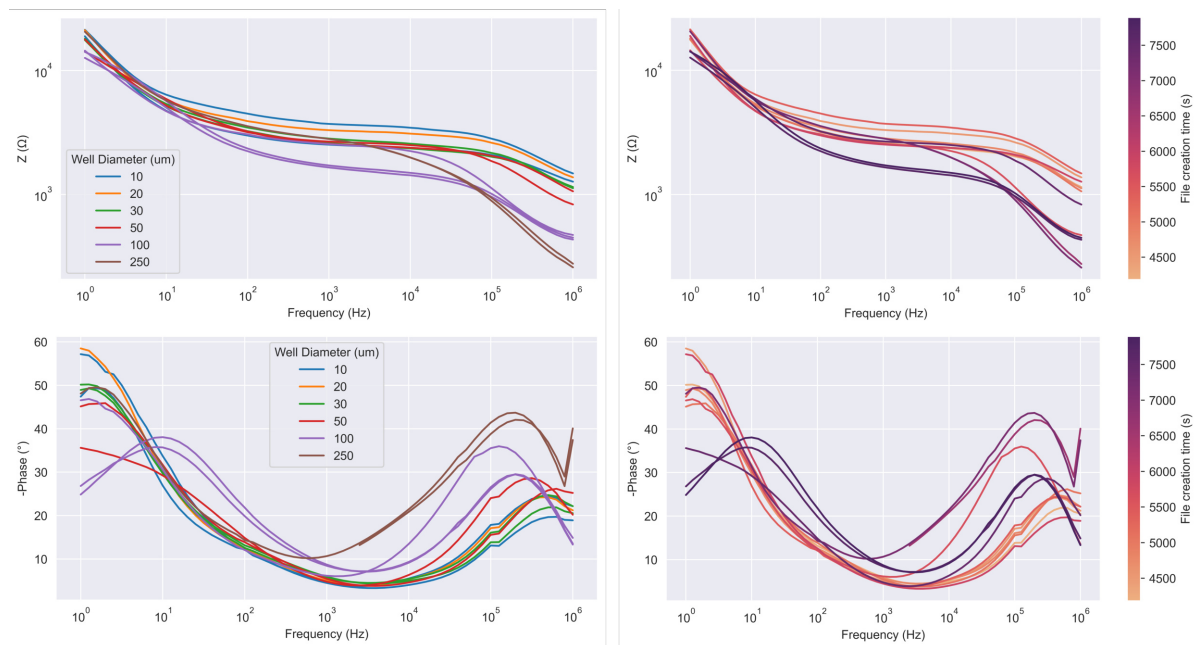 10^4
10^3
Z (Ω)
Well Diameter (um)
10
20
30
50
100
250
10^0 10^1 10^2 10^3 10^4 10^5 10^6
Frequency (Hz)
10^4
10^3
Z (Ω)
10^0 10^1 10^2 10^3 10^4 10^5 10^6
Frequency (Hz)
7500
7000
6500
6000
5500
5000
4500
File creation time (s)
60
50
40
30
20
10
-Phase (°)
Well Diameter (um)
10
20
30
50
100
250
10^0 10^1 10^2 10^3 10^4 10^5 10^6
Frequency (Hz)
60
50
40
30
20
10
-Phase (°)
10^0 10^1 10^2 10^3 10^4 10^5 10^6
Frequency (Hz)
7500
7000
6500
6000
5500
5000
4500
File creation time (s)